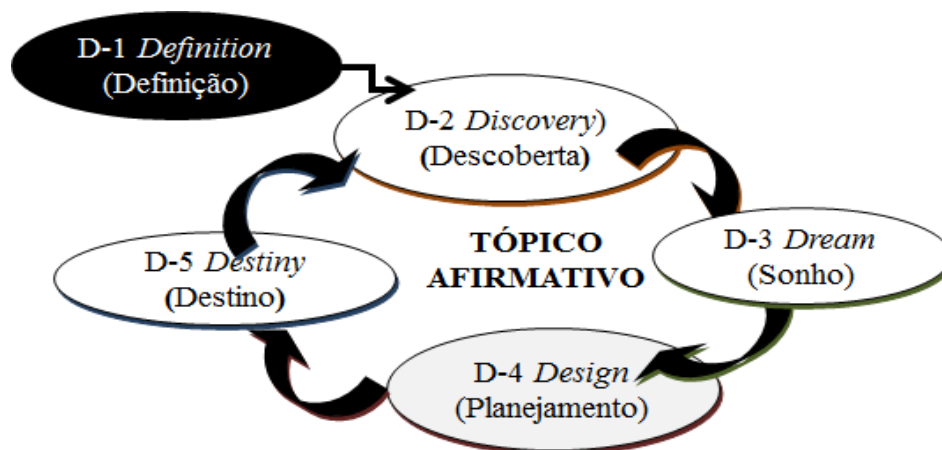 D-1 Definition
(Definição)
D-2 Discovery)
(Descoberta)
D-3 Dream
(Sonho)
TÓPICO
AFIRMATIVO
D-5 Destiny
(Destino)
D-4 Design
(Planejamento)